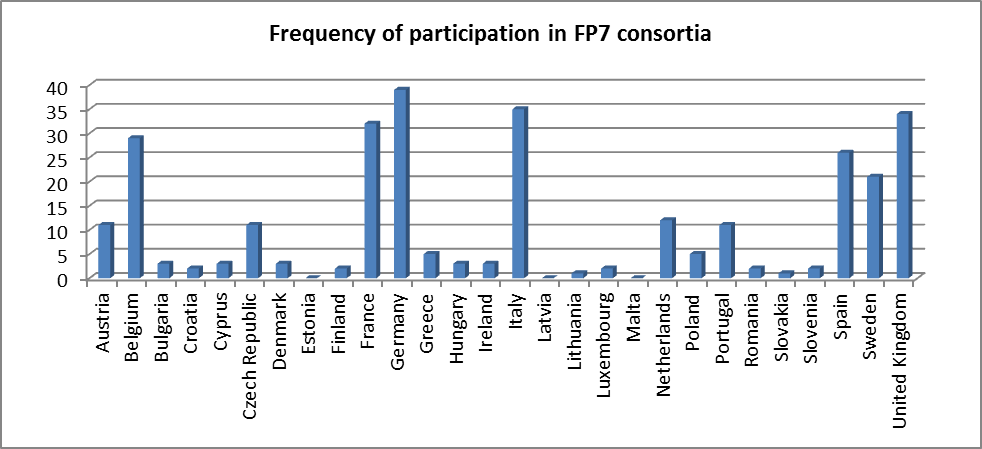 Frequency of participation in FP7 consortia
40
35
30
25
20
15
10
5
0
Austria
Belgium
Bulgaria
Croatia
Cyprus
Czech Republic
Denmark
Estonia
Finland
France
Germany
Greece
Hungary
Ireland
Italy
Latvia
Lithuania
Luxembourg
Malta
Netherlands
Poland
Portugal
Romania
Slovakia
Slovenia
Spain
Sweden
United Kingdom